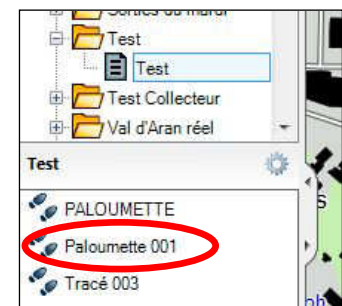 Sorties du mardi
Test
Test
Test Collecteur
Val d'Aran réel
Test
PALOUMETTE
Paloumette 001
Tracé 003